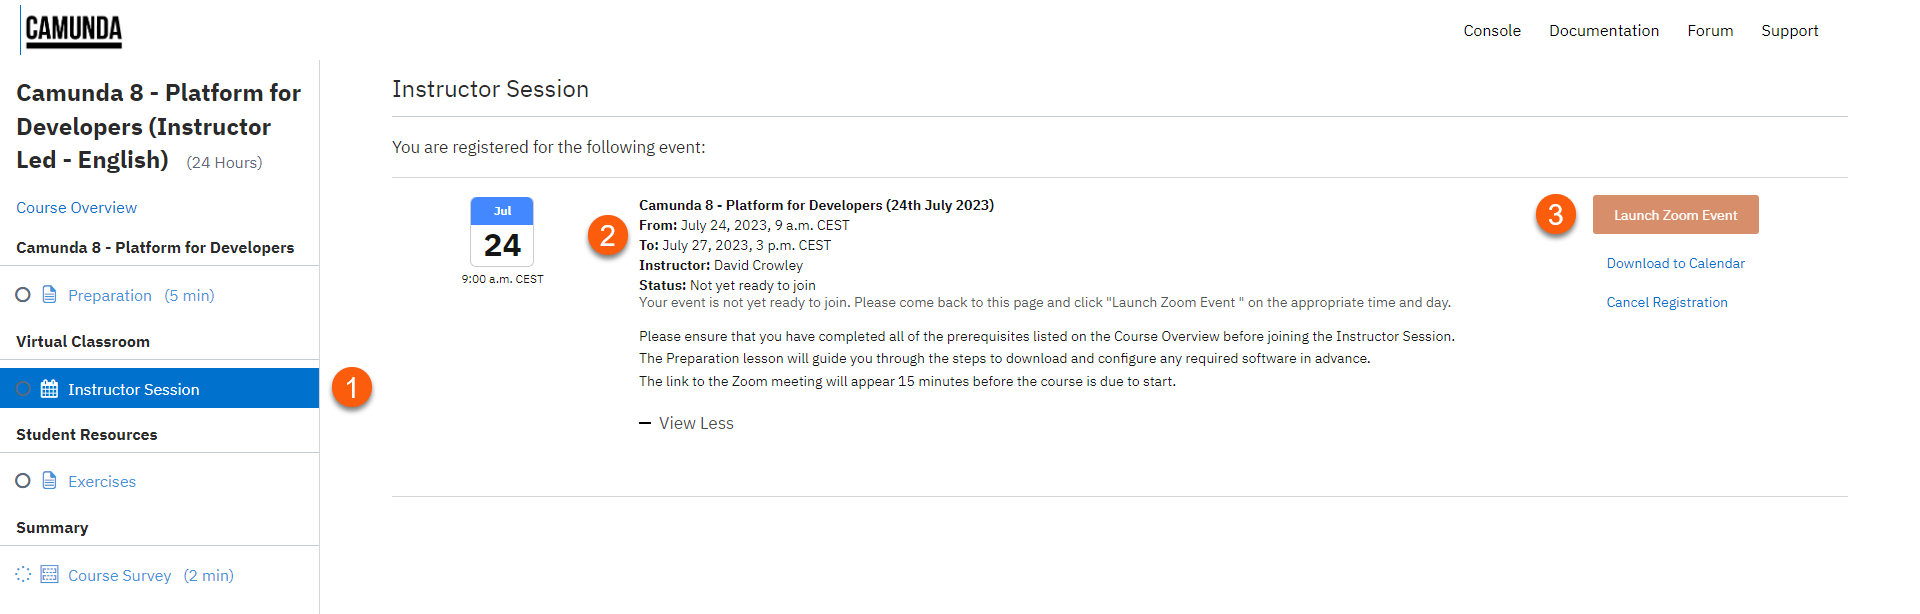 CAMUNDA
Console Documentation Forum Support
Camunda 8 - Platform for
Developers (Instructor
Led - English) (24 Hours)
Course Overview
Camunda 8 - Platform for Developers
Preparation (5 min)
Virtual Classroom
Instructor Session
1
Student Resources
Exercises
Summary
Course Survey (2 min)
Instructor Session
You are registered for the following event:
Jul
24
9:00 a.m. CEST
2
Camunda 8 - Platform for Developers (24th July 2023)
From: July 24, 2023, 9 a.m. CEST
To: July 27, 2023, 3 p.m. CEST
Instructor: David Crowley
Status: Not yet ready to join
Your event is not yet ready to join. Please come back to this page and click "Launch Zoom Event " on the appropriate time and day.
Please ensure that you have completed all of the prerequisites listed on the Course Overview before joining the Instructor Session.
The Preparation lesson will guide you through the steps to download and configure any required software in advance.
The link to the Zoom meeting will appear 15 minutes before the course is due to start.
View Less
3
Launch Zoom Event
Download to Calendar
Cancel Registration